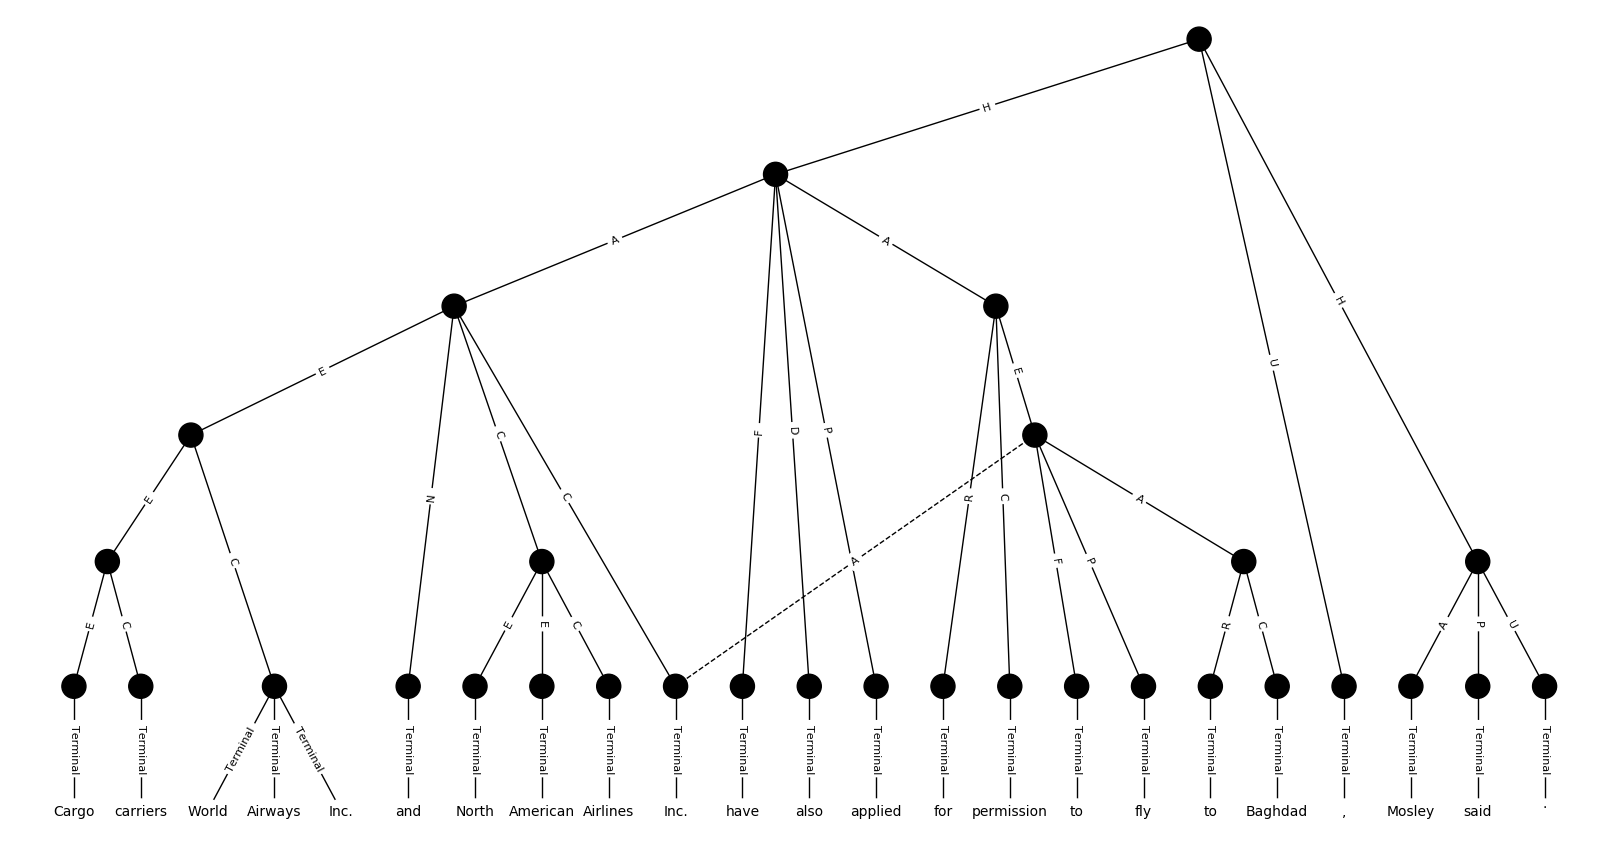 H
A A
H
E E U
F D P
N C C R C A
E C
A F P
E C E E C R C A P U
Terminal Terminal Terminal Terminal Terminal Terminal Terminal Terminal Terminal Terminal Terminal Terminal Terminal Terminal Terminal Terminal Terminal Terminal Terminal Terminal Terminal Terminal Terminal
Cargo carriers World Airways Inc. and North American Airlines Inc. have also applied for permission to fly to Baghdad , Mosley said .